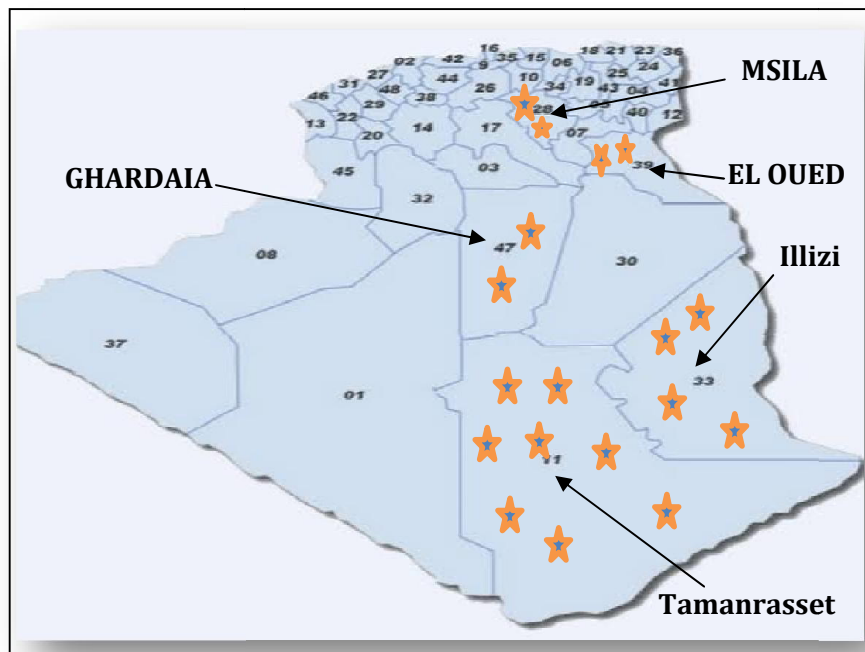 16
02 42 9 35 15 06 18 21 23 36
27 44 26 10 34 19 25 24 41
31 48 38 43 04
46 29 28 05 40 12
13 22 20 14 17 07
MSILA
45 03 39
GHARDAIA
EL OUED
32
08 47 30
Illizi
37 01 33
11
Tamanrasset